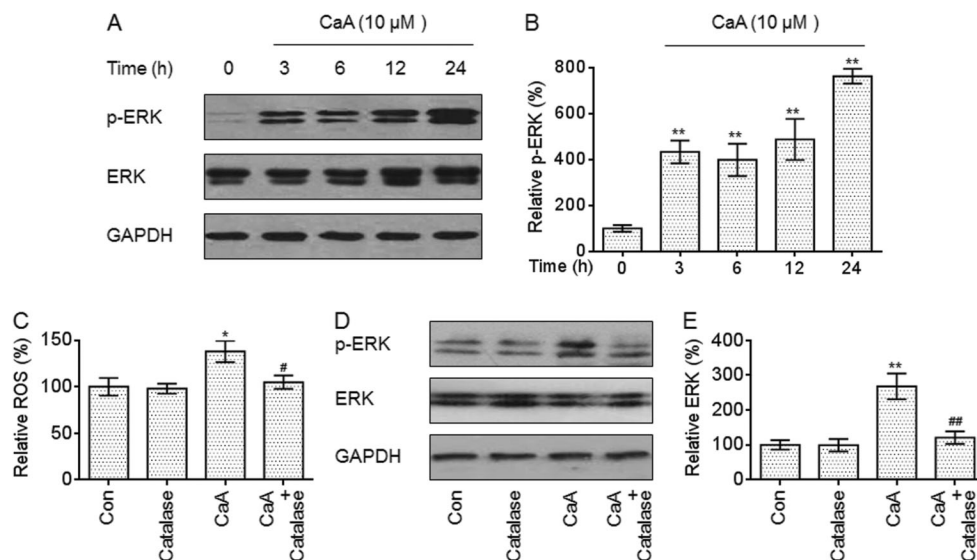 A
CaA (10 µM)
Time (h) 0 3 6 12 24
p-ERK
ERK
GAPDH
B
CaA (10 µM)
Relative p-ERK (%)
800
600
400
200
0
** ** ** **
Time (h) 0 3 6 12 24
C
Relative ROS (%)
150
100
50
0
* #
Con
Catalase
CaA
CaA + Catalase
D
p-ERK
ERK
GAPDH
Con
Catalase
CaA
CaA + Catalase
E
Relative ERK (%)
400
300
200
100
0
** ##
Con
Catalase
CaA
CaA + Catalase